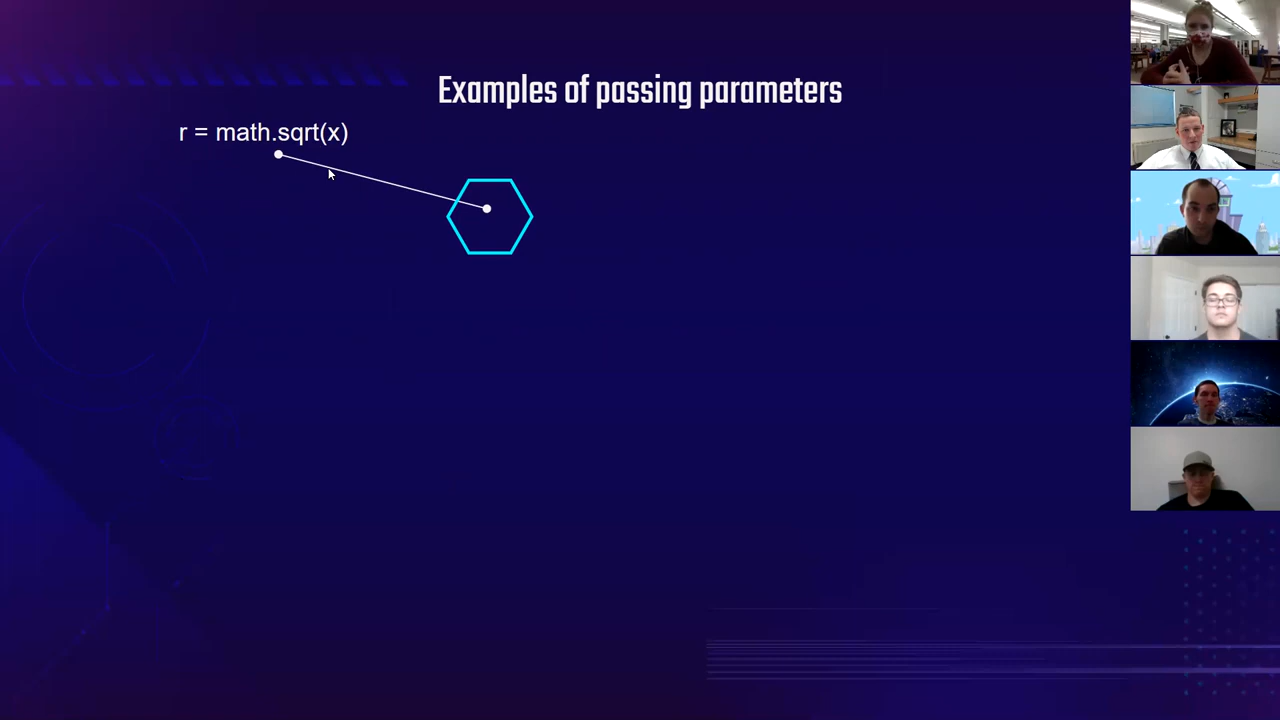 Examples of passing parameters
r = math.sqrt(x)